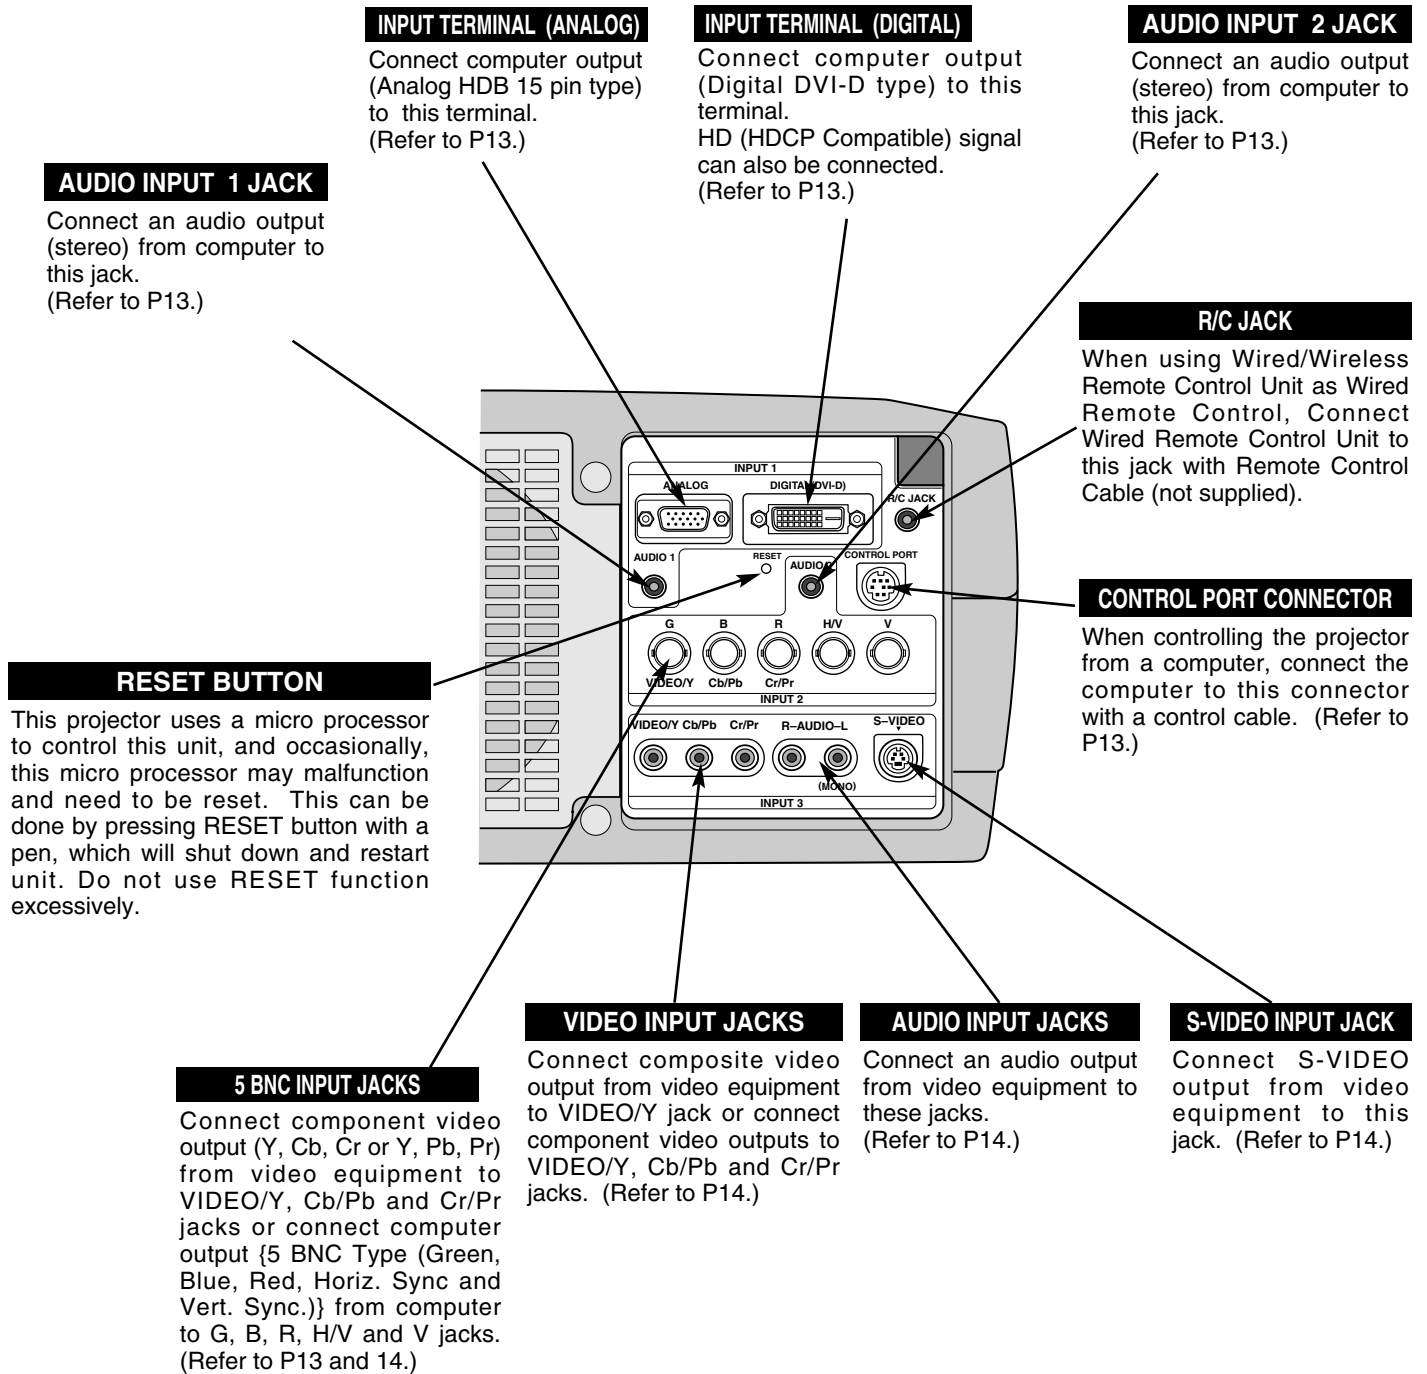 INPUT TERMINAL (ANALOG)
Connect computer output
(Analog HDB 15 pin type)
to this terminal.
(Refer to P13.)
INPUT TERMINAL (DIGITAL)
Connect computer output
(Digital DVI-D type) to this
terminal.
HD (HDCP Compatible) signal
can also be connected.
(Refer to P13.)
AUDIO INPUT 2 JACK
Connect an audio output
(stereo) from computer to
this jack.
(Refer to P13.)
AUDIO INPUT 1 JACK
Connect an audio output
(stereo) from computer to
this jack.
(Refer to P13.)
R/C JACK
When using Wired/Wireless
Remote Control Unit as Wired
Remote Control, Connect
Wired Remote Control Unit to
this jack with Remote Control
Cable (not supplied).
INPUT 1
ANALOG
DIGITAL(DVI-D)
R/C JACK
AUDIO 1
RESET
AUDIO 2
CONTROL PORT
G
B
R
H/V
V
VIDEO/Y
Cb/Pb
Cr/Pr
INPUT 2
VIDEO/Y
Cb/Pb
Cr/Pr
R–AUDIO–L
S–VIDEO
(MONO)
INPUT 3
CONTROL PORT CONNECTOR
When controlling the projector
from a computer, connect the
computer to this connector
with a control cable. (Refer to
P13.)
RESET BUTTON
This projector uses a micro processor
to control this unit, and occasionally,
this micro processor may malfunction
and need to be reset. This can be
done by pressing RESET button with a
pen, which will shut down and restart
unit. Do not use RESET function
excessively.
5 BNC INPUT JACKS
Connect component video
output (Y, Cb, Cr or Y, Pb, Pr)
from video equipment to
VIDEO/Y, Cb/Pb and Cr/Pr
jacks or connect computer
output {5 BNC Type (Green,
Blue, Red, Horiz. Sync and
Vert. Sync.)} from computer
to G, B, R, H/V and V jacks.
(Refer to P13 and 14.)
VIDEO INPUT JACKS
Connect composite video
output from video equipment
to VIDEO/Y jack or connect
component video outputs to
VIDEO/Y, Cb/Pb and Cr/Pr
jacks. (Refer to P14.)
AUDIO INPUT JACKS
Connect an audio output
from video equipment to
these jacks.
(Refer to P14.)
S-VIDEO INPUT JACK
Connect S-VIDEO
output from video
equipment to this
jack. (Refer to P14.)